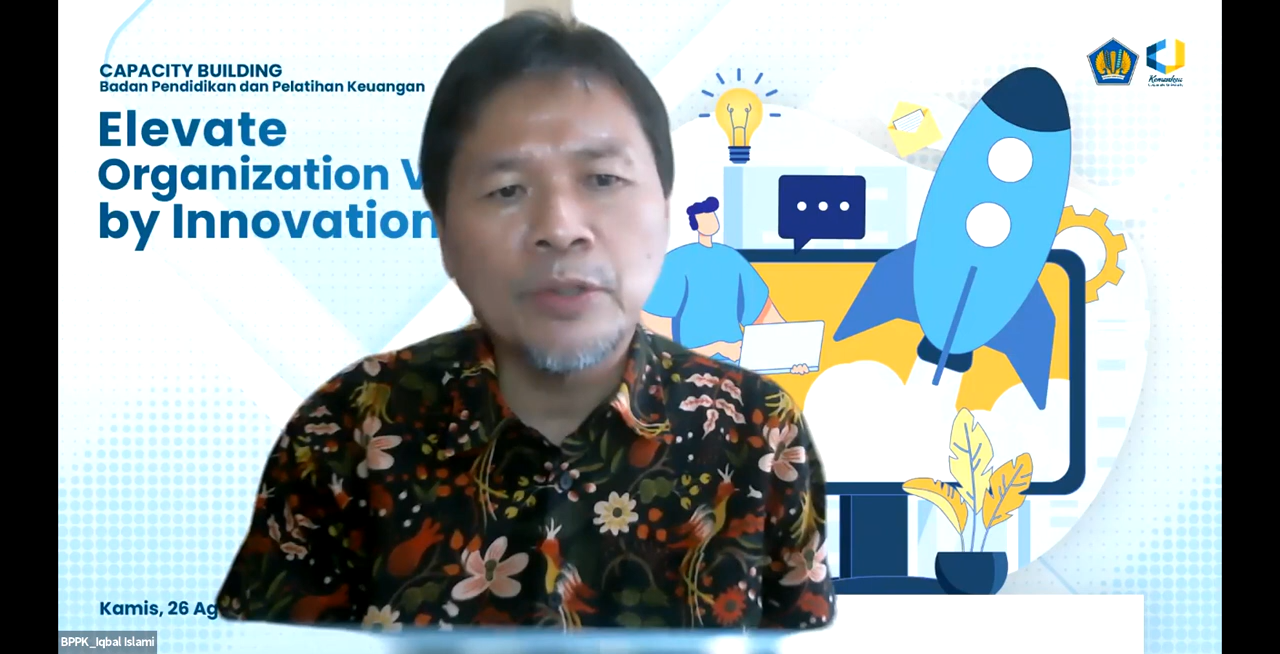 CAPACITY BUILDING
Badan Pendidikan dan Pelatihan Keuangan
Elevate
Organization V
by Innovation
Kemenkeu
Kamis, 26 Ag
BPPK_Iqbal Islami